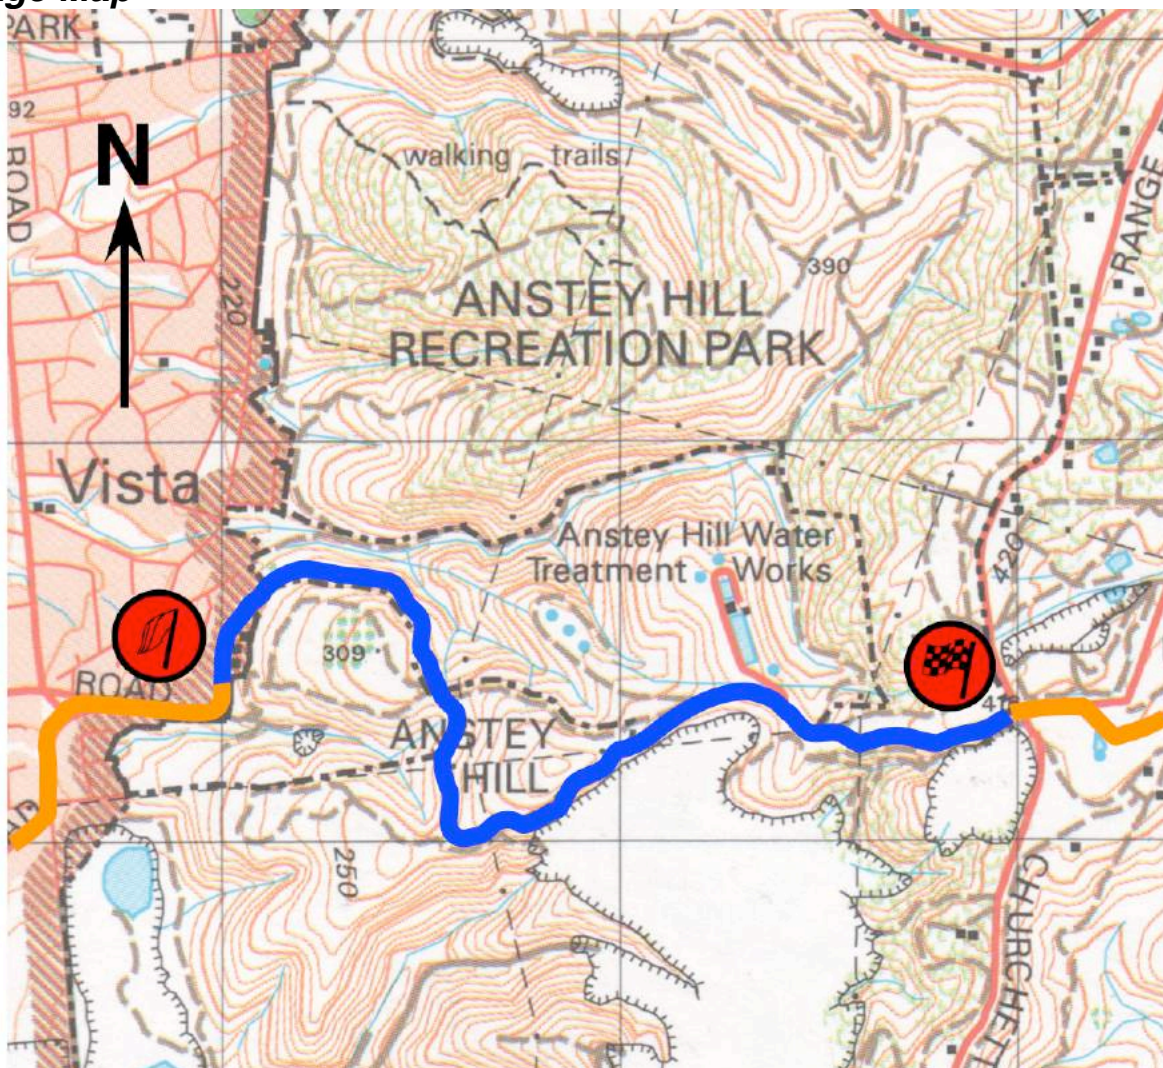 PARK
92
ROAD
N
walking trails
RANGE
220
390
ANSTEY HILL
RECREATION PARK
Vista
Anstey Hill Water
Treatment Works
420
309
ROAD
ANSTEY
HILL
250